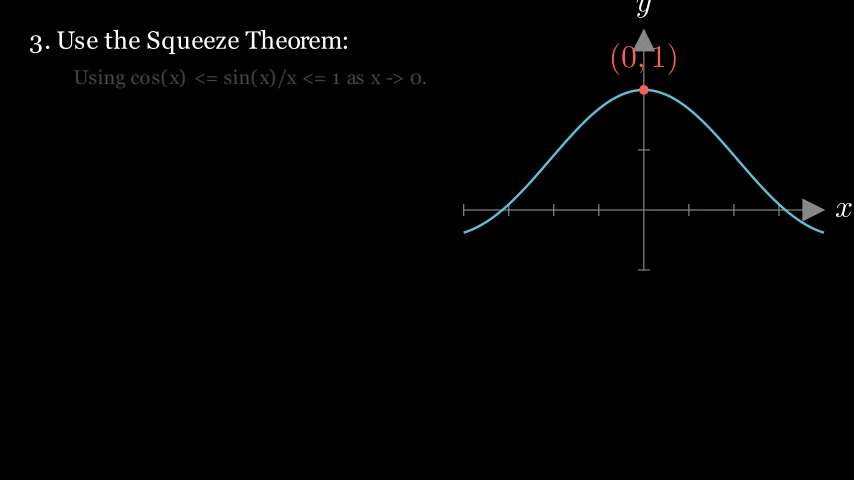 3. Use the Squeeze Theorem:
Using cos(x) <= sin(x)/x <= 1 as x -> 0.
y
(0, 1)
x